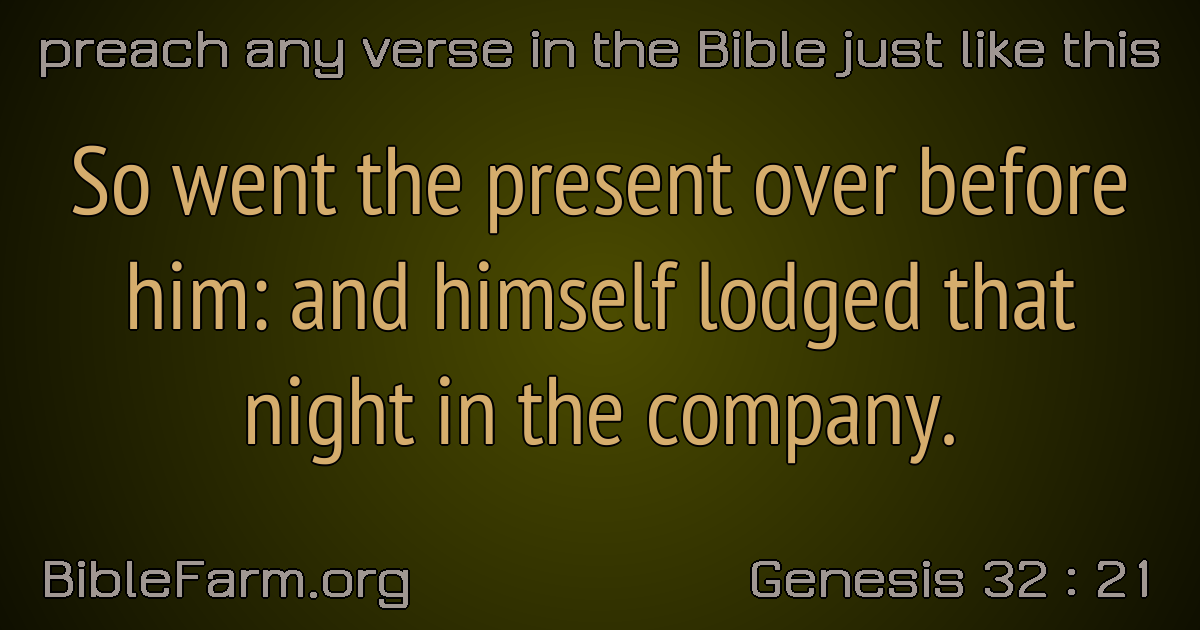 preach any verse in the Bible just like this
So went the present over before
him: and himself lodged that
night in the company.
BibleFarm.org
Genesis 32 : 21